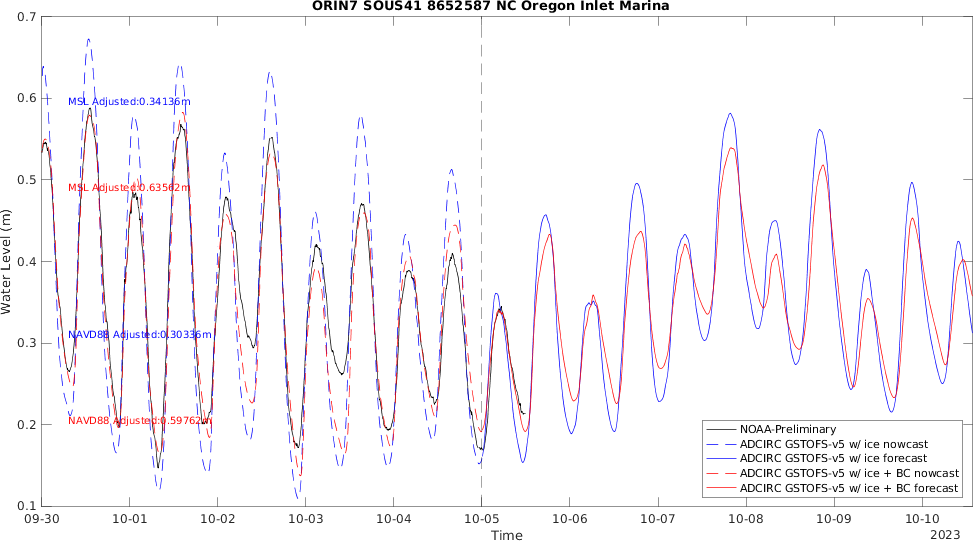 ORIN7 SOUS41 8652587 NC Oregon Inlet Marina
Water Level (m)
0.7
0.6
0.5
0.4
0.3
0.2
0.1
MSL Adjusted:0.34136m
MSL Adjusted:0.63562m
NAVD88 Adjusted:0.30336m
NAVD88 Adjusted:0.59762m
NOAA-Preliminary
ADCIRC GSTOFS-v5 w/ ice nowcast
ADCIRC GSTOFS-v5 w/ ice forecast
ADCIRC GSTOFS-v5 w/ ice + BC nowcast
ADCIRC GSTOFS-v5 w/ ice + BC forecast
09-30 10-01 10-02 10-03 10-04 10-05 10-06 10-07 10-08 10-09 10-10
Time
2023